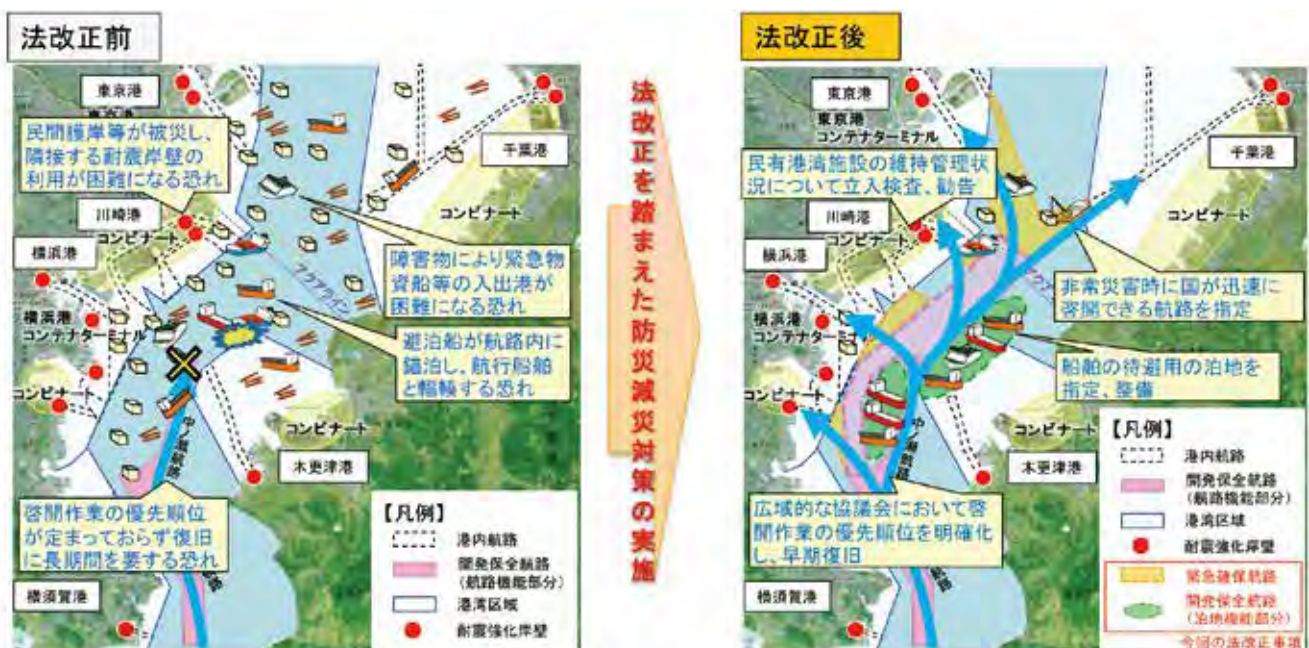 法改正前
東京港
民間護岸等が被災し、
隣接する耐震岸壁の
利用が困難になる恐れ
千葉港
川崎港
コンビナート
コンビナート
横浜港
障害物により緊急物
資船等の入出港が
困難になる恐れ
アクアライン
横浜港
コンテナターミナル
避泊船が航路内に
錨泊し、航行船舶
と輻輳する恐れ
コンビナート
コンビナート
中ノ瀬航路
木更津港
啓開作業の優先順位
が定まっておらず復旧
に長期間を要する恐れ
横須賀港
【凡例】
港内航路
開発保全航路
(航路機能部分)
港湾区域
耐震強化岸壁
法改正を踏まえた防災減災対策の実施
法改正後
東京港
東京港
コンテナターミナル
民有港湾施設の維持管理状
況について立入検査、勧告
千葉港
川崎港
コンビナート
コンビナート
横浜港
非常災害時に国が迅速に
啓開できる航路を指定
横浜港
コンテナターミナル
船舶の待避用の泊地を
指定、整備
コンビナート
コンビナート
木更津港
広域的な協議会において啓
開作業の優先順位を明確化
し、早期復旧
横須賀港
【凡例】
港内航路
開発保全航路
(航路機能部分)
港湾区域
耐震強化岸壁
緊急確保航路
開発保全航路
(泊地機能部分)
今回の法改正事項